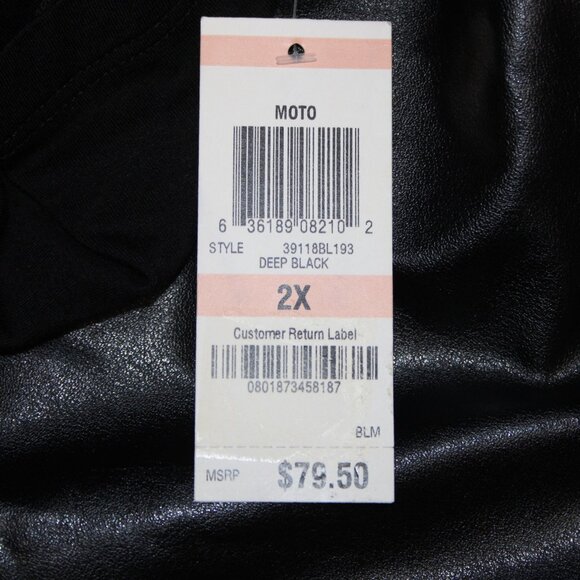 MOTO
6 36189 08210 2
STYLE 39118BL193
DEEP BLACK
2X
Customer Return Label
0801873458187
BLM
MSRP $79.50